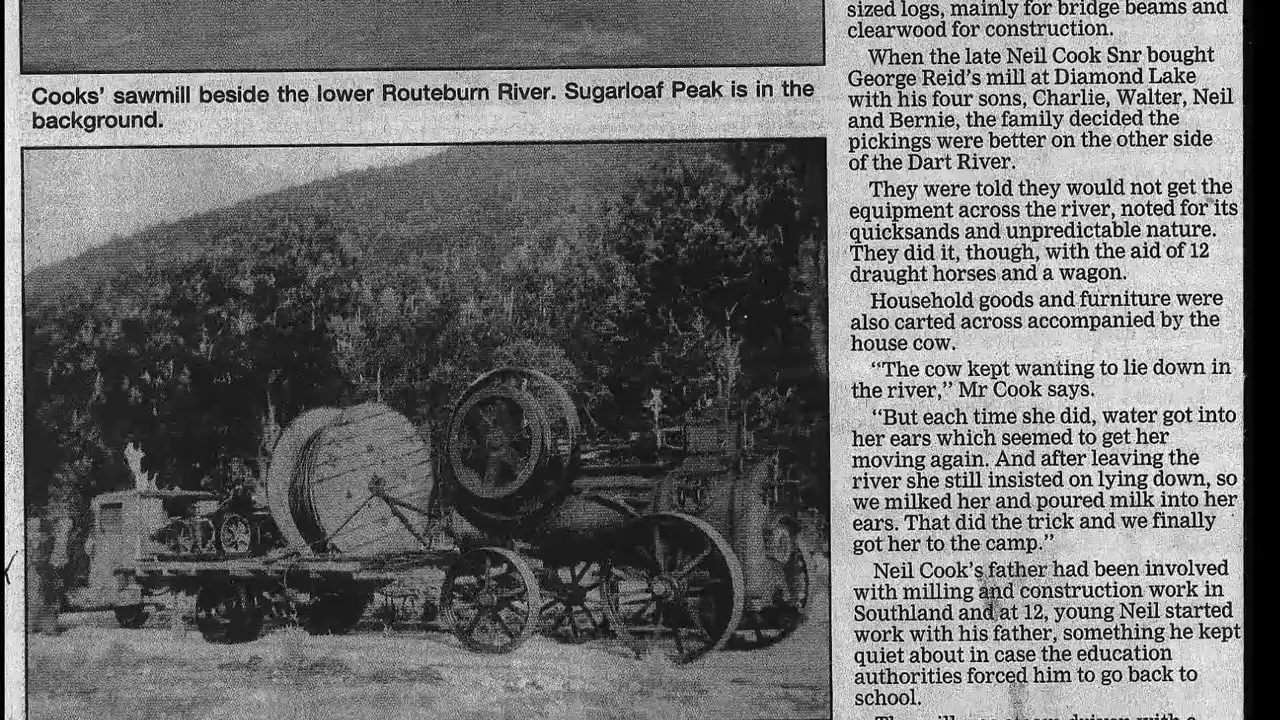 Cooks' sawmill beside the lower Routeburn River. Sugarloaf Peak is in the
background.
sized logs, mainly for bridge beams and
clearwood for construction.
When the late Neil Cook Snr bought
George Reid's mill at Diamond Lake
with his four sons, Charlie, Walter, Neil
and Bernie, the family decided the
pickings were better on the other side
of the Dart River.
They were told they would not get the
equipment across the river, noted for its
quicksands and unpredictable nature.
They did it, though, with the aid of 12
draught horses and a wagon.
Household goods and furniture were
also carted across accompanied by the
house cow.
“The cow kept wanting to lie down in
the river,” Mr Cook says.
“But each time she did, water got into
her ears which seemed to get her
moving again. And after leaving the
river she still insisted on lying down, so
we milked her and poured milk into her
ears. That did the trick and we finally
got her to the camp.”
Neil Cook's father had been involved
with milling and construction work in
Southland and at 12, young Neil started
work with his father, something he kept
quiet about in case the education
authorities forced him to go back to
school.